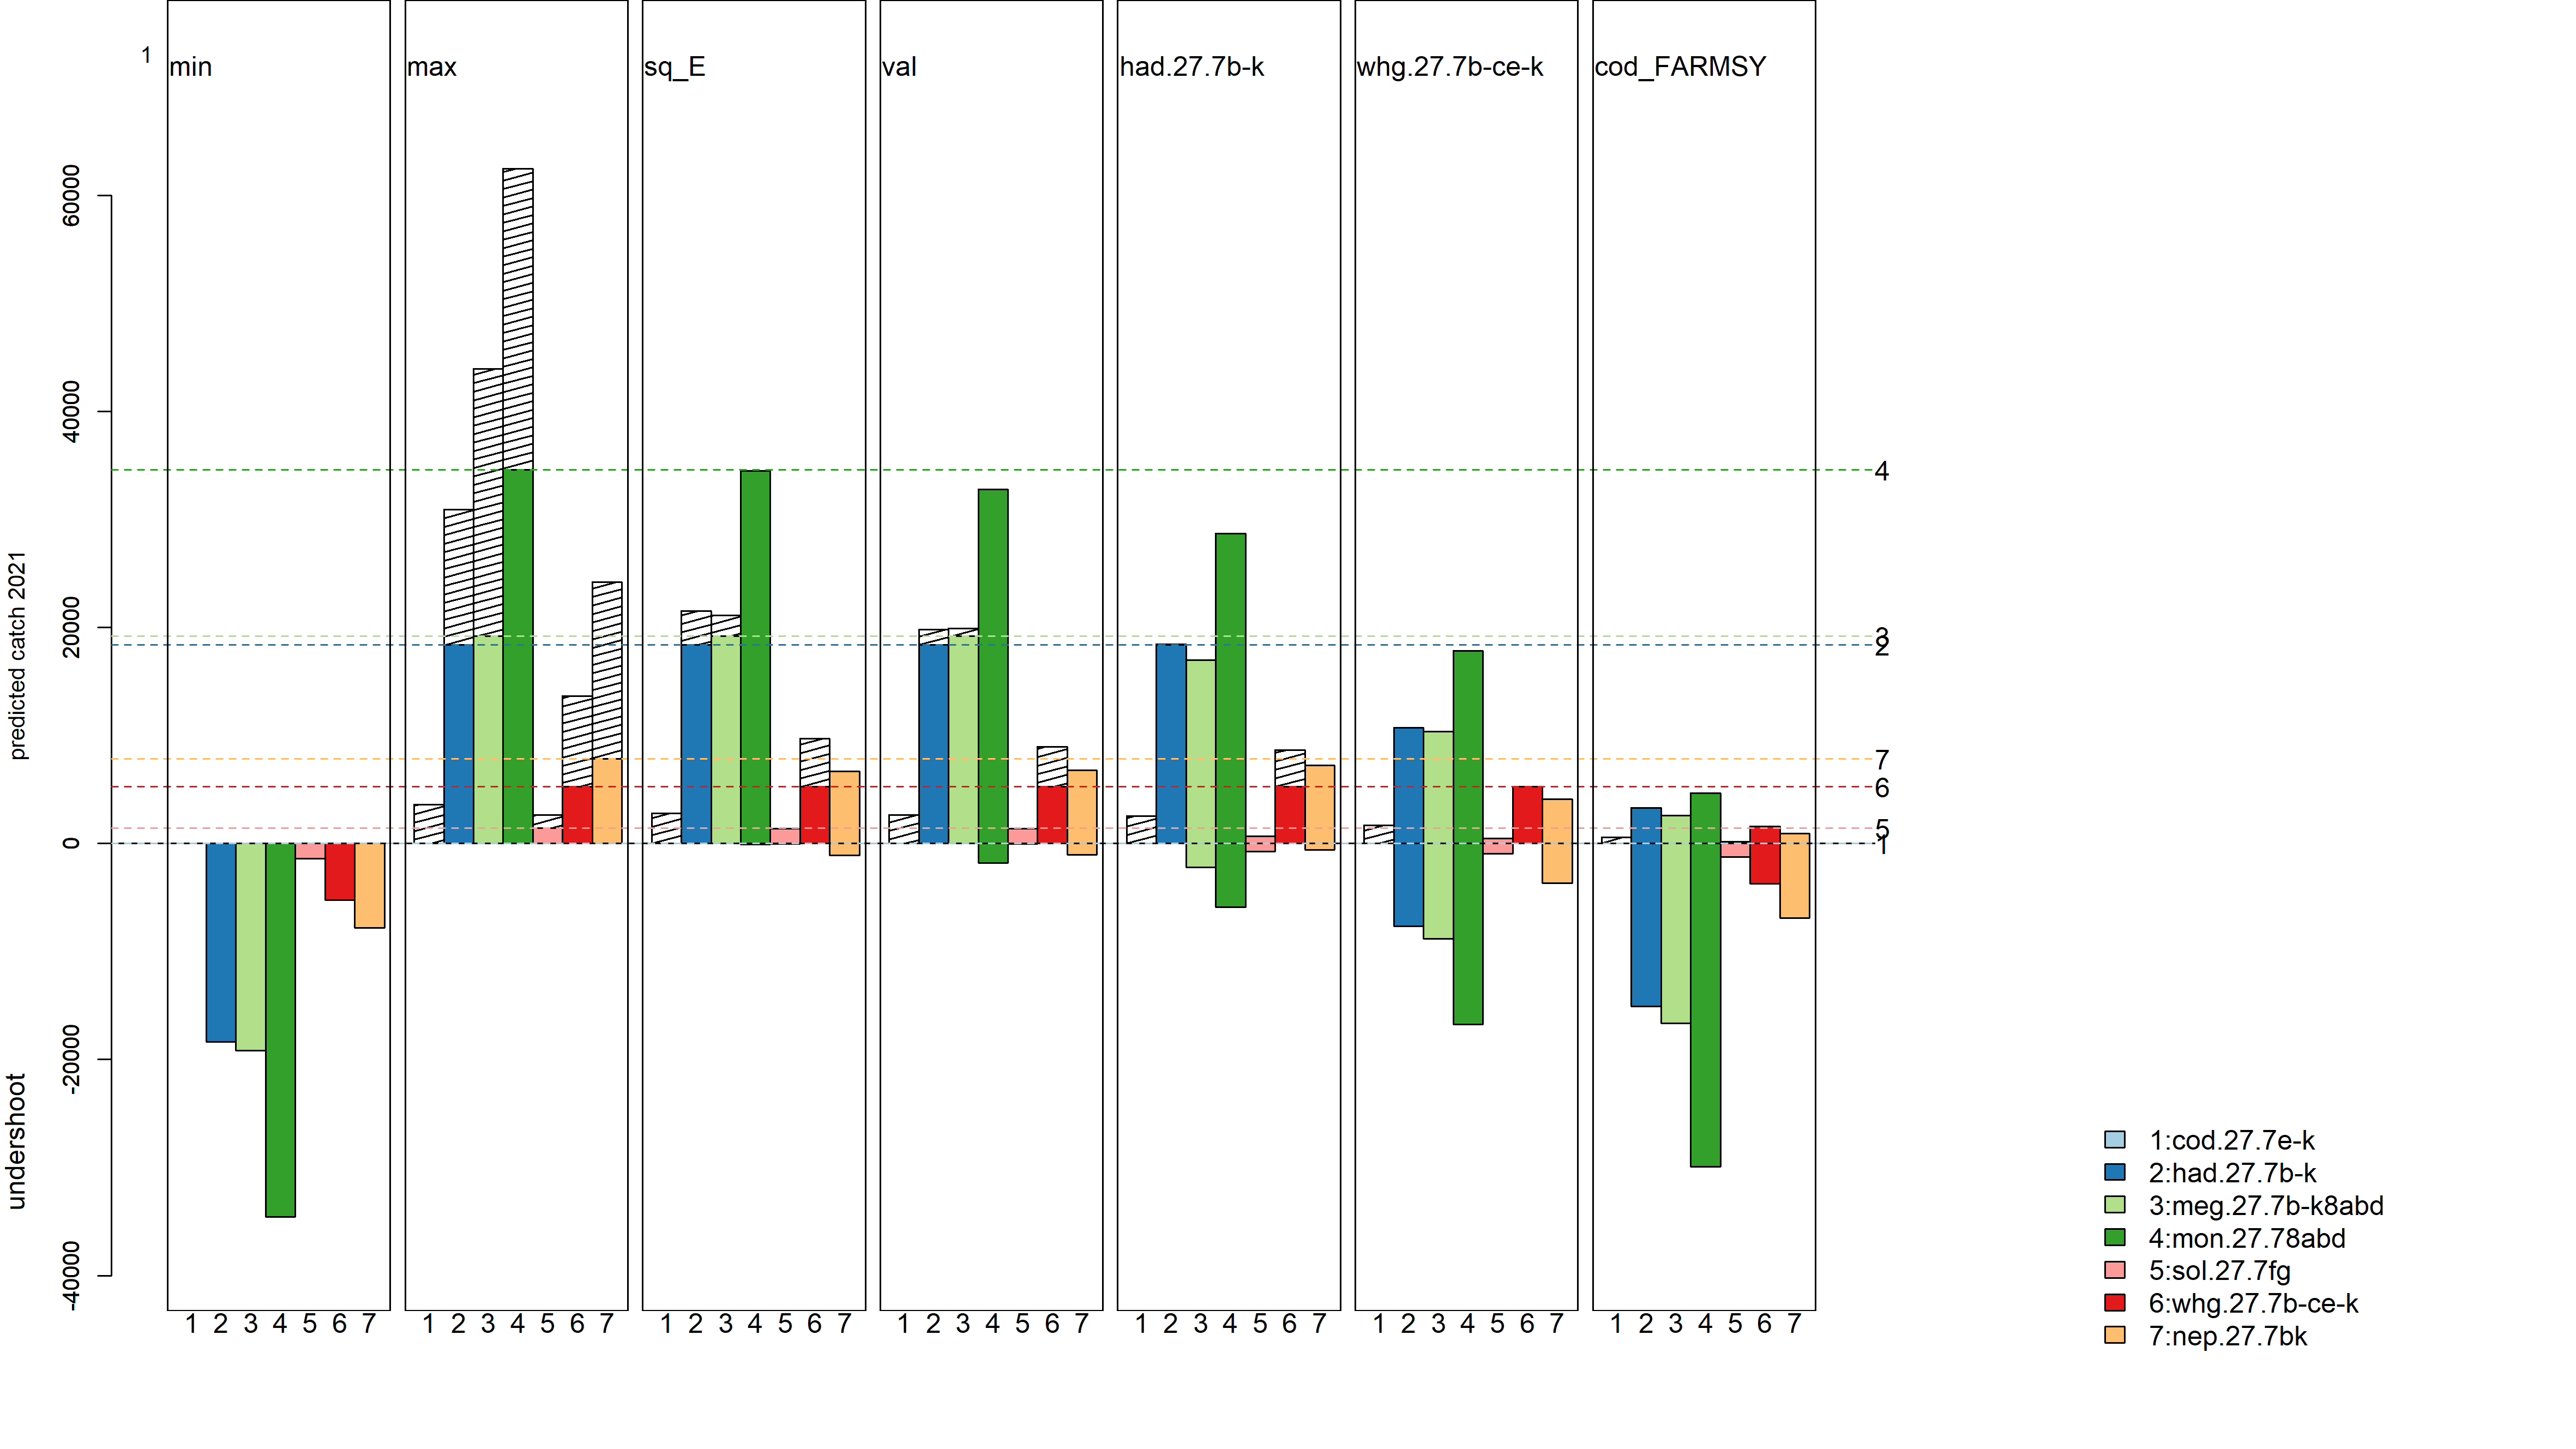 1
min max sq_E val had.27.7b-k whg.27.7b-ce-k cod_FARMSY
60000
40000
20000
0
-20000
-40000
predicted catch 2021
undershoot
4
3
2
7
6
5
1
1 2 3 4 5 6 7 1 2 3 4 5 6 7 1 2 3 4 5 6 7 1 2 3 4 5 6 7 1 2 3 4 5 6 7 1 2 3 4 5 6 7 1 2 3 4 5 6 7
1:cod.27.7e-k
2:had.27.7b-k
3:meg.27.7b-k8abd
4:mon.27.78abd
5:sol.27.7fg
6:whg.27.7b-ce-k
7:nep.27.7bk